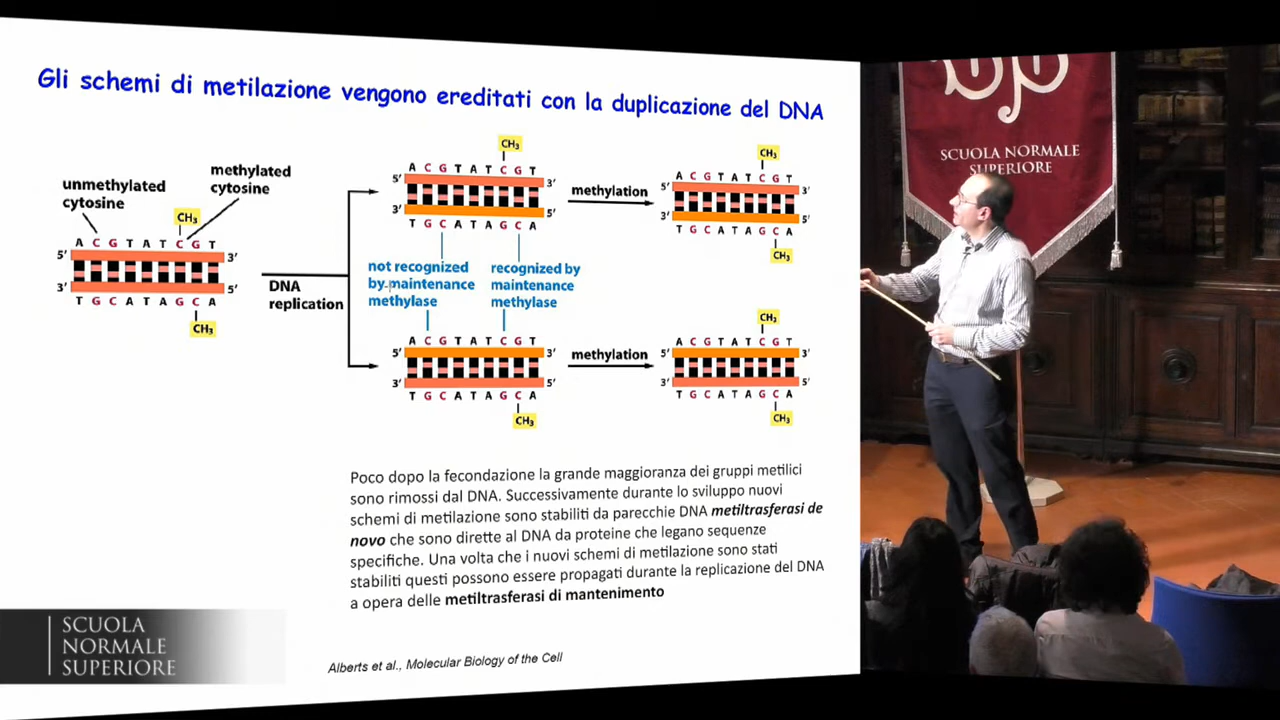 Gli schemi di metilazione vengono ereditati con la duplicazione del DNA
unmethylated
cytosine
methylated
cytosine
CH₃
A C G T A T C G T
5' 3'
3' 5'
T G C A T A G C A
CH₃
DNA
replication
CH₃
A C G T A T C G T
5' 3'
3' 5'
T G C A T A G C A
not recognized
by maintenance
methylase
recognized by
maintenance
methylase
A C G T A T C G T
5' 3'
3' 5'
T G C A T A G C A
CH₃
methylation
CH₃
A C G T A T C G T
5' 3'
3' 5'
T G C A T A G C A
CH₃
methylation
CH₃
A C G T A T C G T
5' 3'
3' 5'
T G C A T A G C A
CH₃
Poco dopo la fecondazione la grande maggioranza dei gruppi metilici
sono rimossi dal DNA. Successivamente durante lo sviluppo nuovi
schemi di metilazione sono stabiliti da parecchie DNA metiltrasferasi de
novo che sono dirette al DNA da proteine che legano sequenze
specifiche. Una volta che i nuovi schemi di metilazione sono stati
stabiliti questi possono essere propagati durante la replicazione del DNA
a opera delle metiltrasferasi di mantenimento
Alberts et al., Molecular Biology of the Cell
SCUOLA
NORMALE
SUPERIORE
SCUOLA NORMALE
SUPERIORE